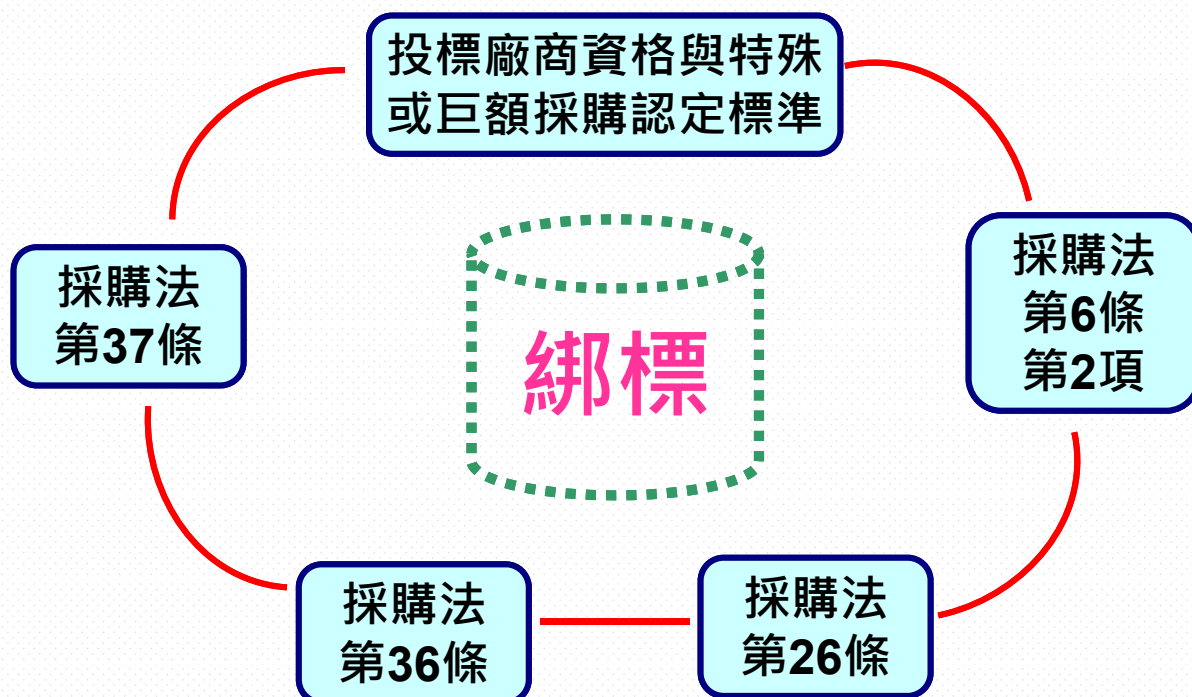 投標廠商資格與特殊
或巨額採購認定標準
採購法
第37條
綁標
採購法
第6條
第2項
採購法
第36條
採購法
第26條